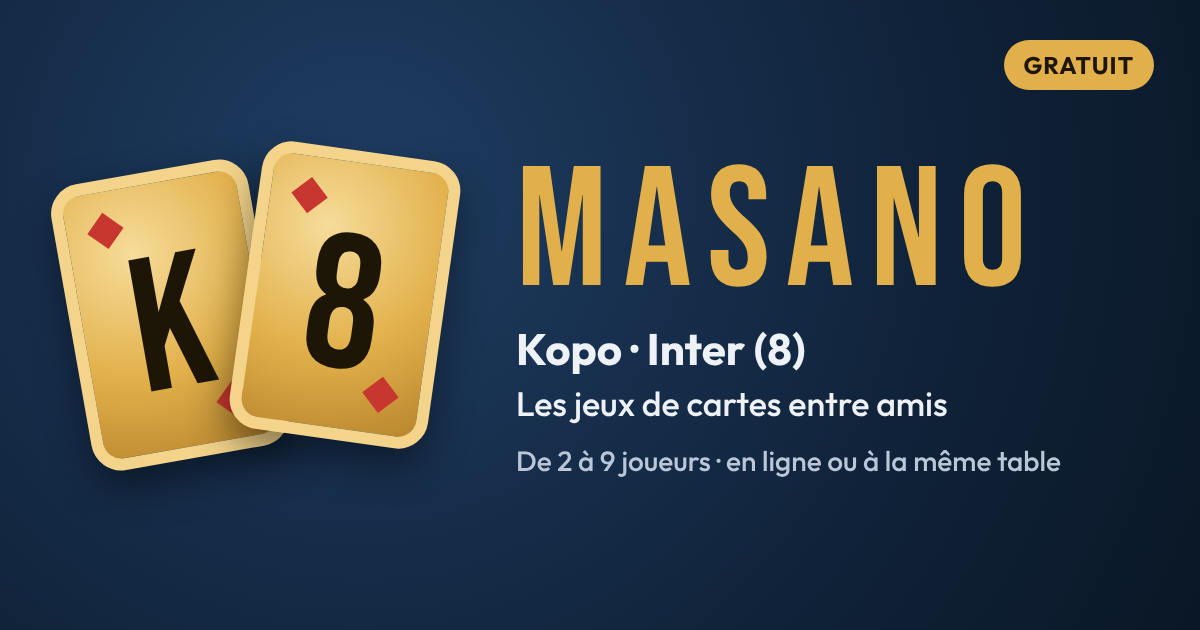 GRATUIT
K
8
MASANO
Kopo · Inter (8)
Les jeux de cartes entre amis
De 2 à 9 joueurs · en ligne ou à la même table